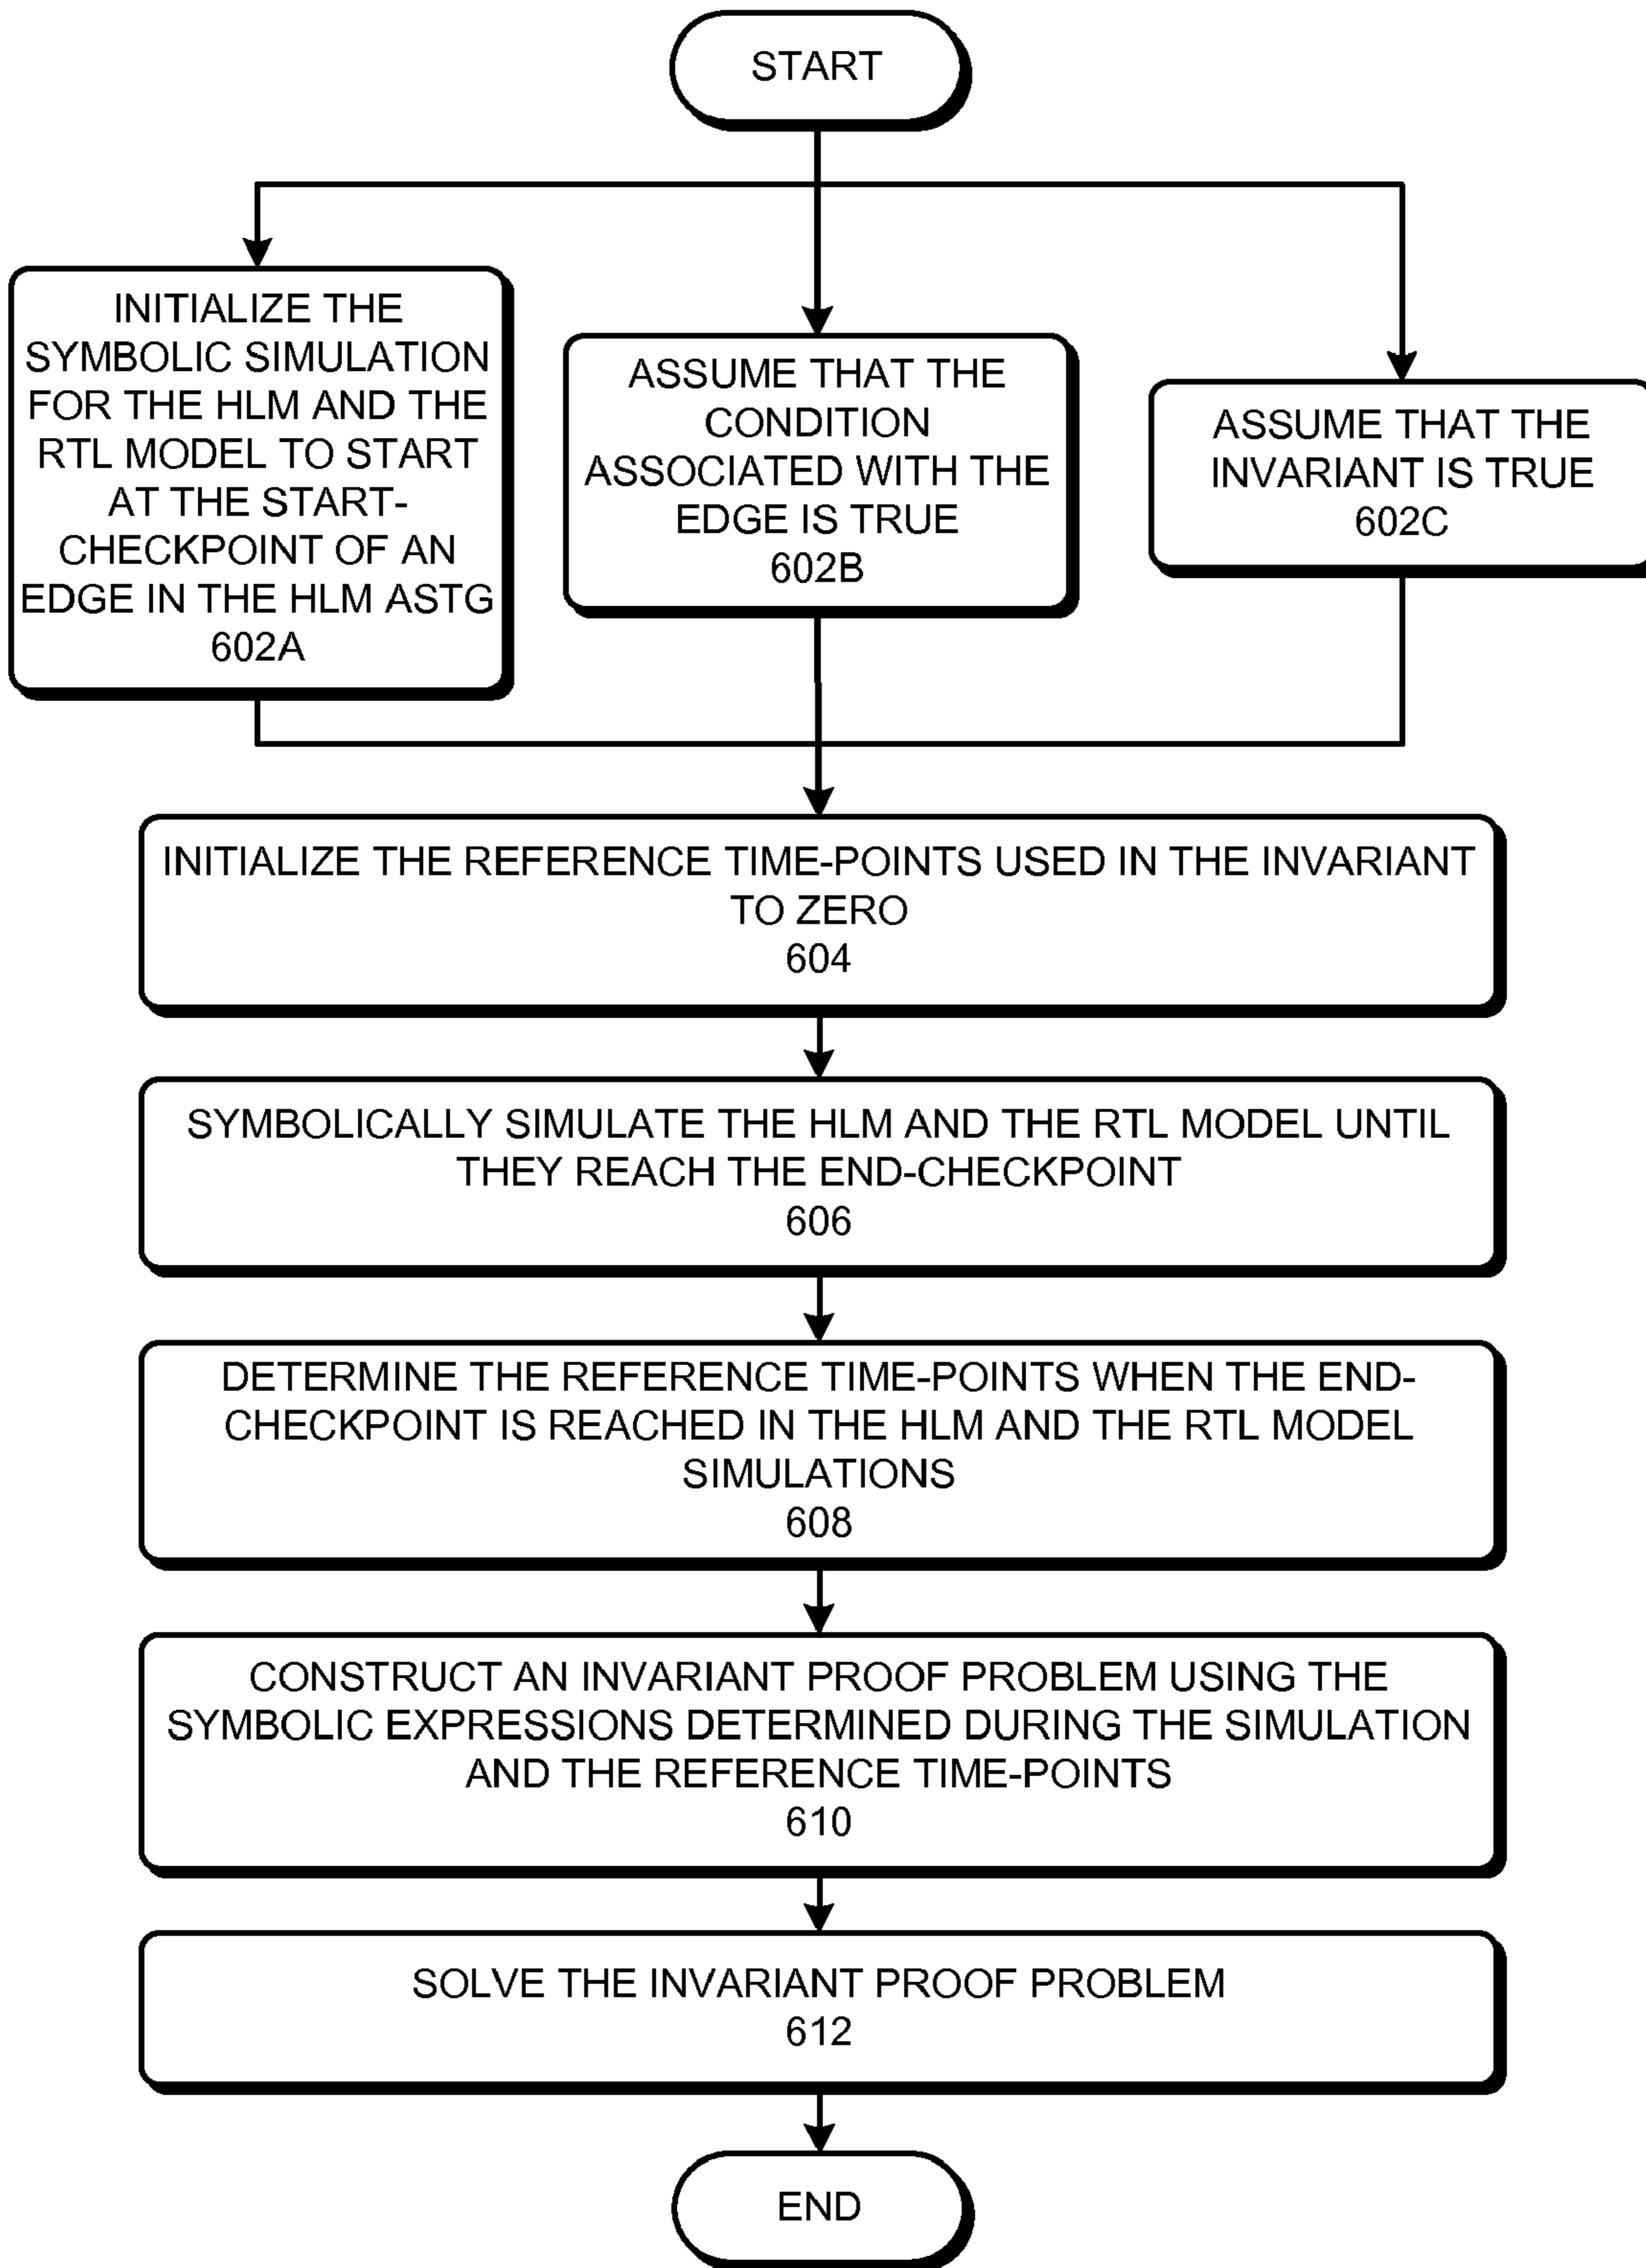 START
INITIALIZE THE
SYMBOLIC SIMULATION
FOR THE HLM AND THE
RTL MODEL TO START
AT THE START-
CHECKPOINT OF AN
EDGE IN THE HLM ASTG
602A
ASSUME THAT THE
CONDITION
ASSOCIATED WITH THE
EDGE IS TRUE
602B
ASSUME THAT THE
INVARIANT IS TRUE
602C
INITIALIZE THE REFERENCE TIME-POINTS USED IN THE INVARIANT
TO ZERO
604
SYMBOLICALLY SIMULATE THE HLM AND THE RTL MODEL UNTIL
THEY REACH THE END-CHECKPOINT
606
DETERMINE THE REFERENCE TIME-POINTS WHEN THE END-
CHECKPOINT IS REACHED IN THE HLM AND THE RTL MODEL
SIMULATIONS
608
CONSTRUCT AN INVARIANT PROOF PROBLEM USING THE
SYMBOLIC EXPRESSIONS DETERMINED DURING THE SIMULATION
AND THE REFERENCE TIME-POINTS
610
SOLVE THE INVARIANT PROOF PROBLEM
612
END